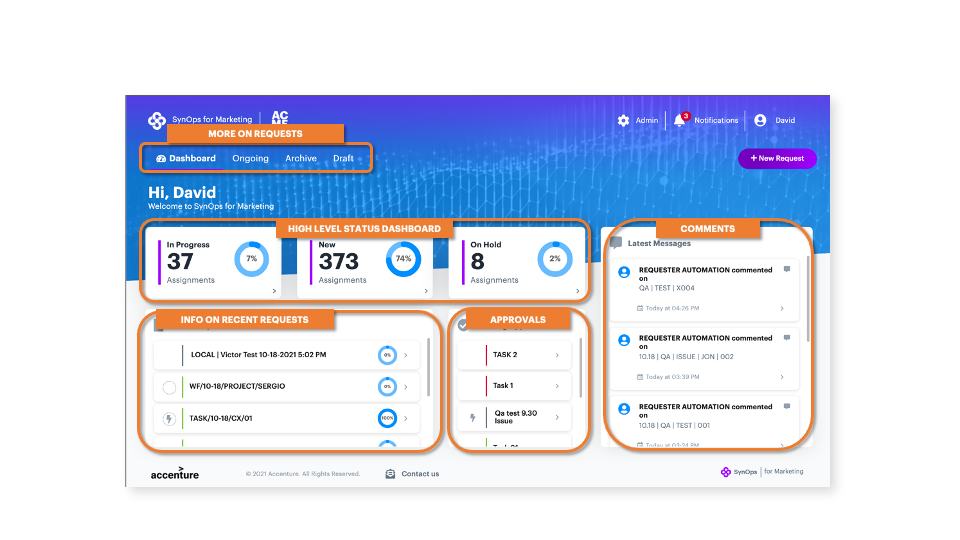 SynOps for Marketing
AC
ME
Admin
3
Notifications
David
MORE ON REQUESTS
Dashboard
Ongoing
Archive
Draft
+ New Request
Hi, David
Welcome to SynOps for Marketing
HIGH LEVEL STATUS DASHBOARD
COMMENTS
In Progress
37
Assignments
7%
New
373
Assignments
74%
On Hold
8
Assignments
2%
Latest Messages
REQUESTER AUTOMATION commented
on
QA | TEST | X004
Today at 04:26 PM
REQUESTER AUTOMATION commented
on
10.18 | QA | ISSUE | JON | 002
Today at 03:39 PM
REQUESTER AUTOMATION commented
on
10.18 | QA | TEST | 001
Today at 03:24 PM
INFO ON RECENT REQUESTS
LOCAL | Victor Test 10-18-2021 5:02 PM
0%
WF/10-18/PROJECT/SERGIO
0%
TASK/10-18/CX/01
100%
APPROVALS
TASK 2
Task 1
Qa test 9.30
Issue
accenture
© 2021 Accenture. All Rights Reserved.
Contact us
SynOps | for Marketing